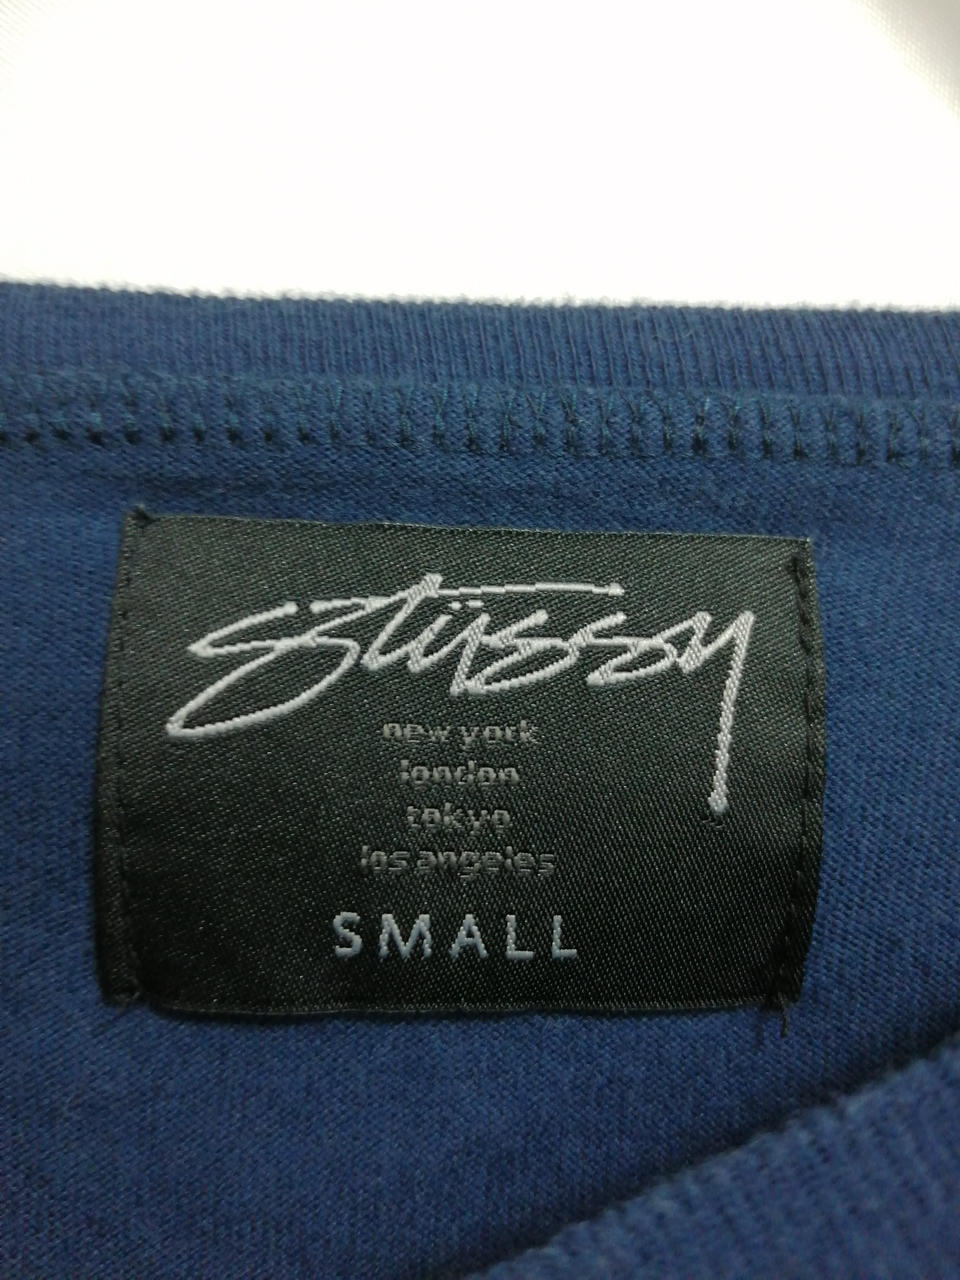 Stüssy
new york
london
tokyo
los angeles
SMALL